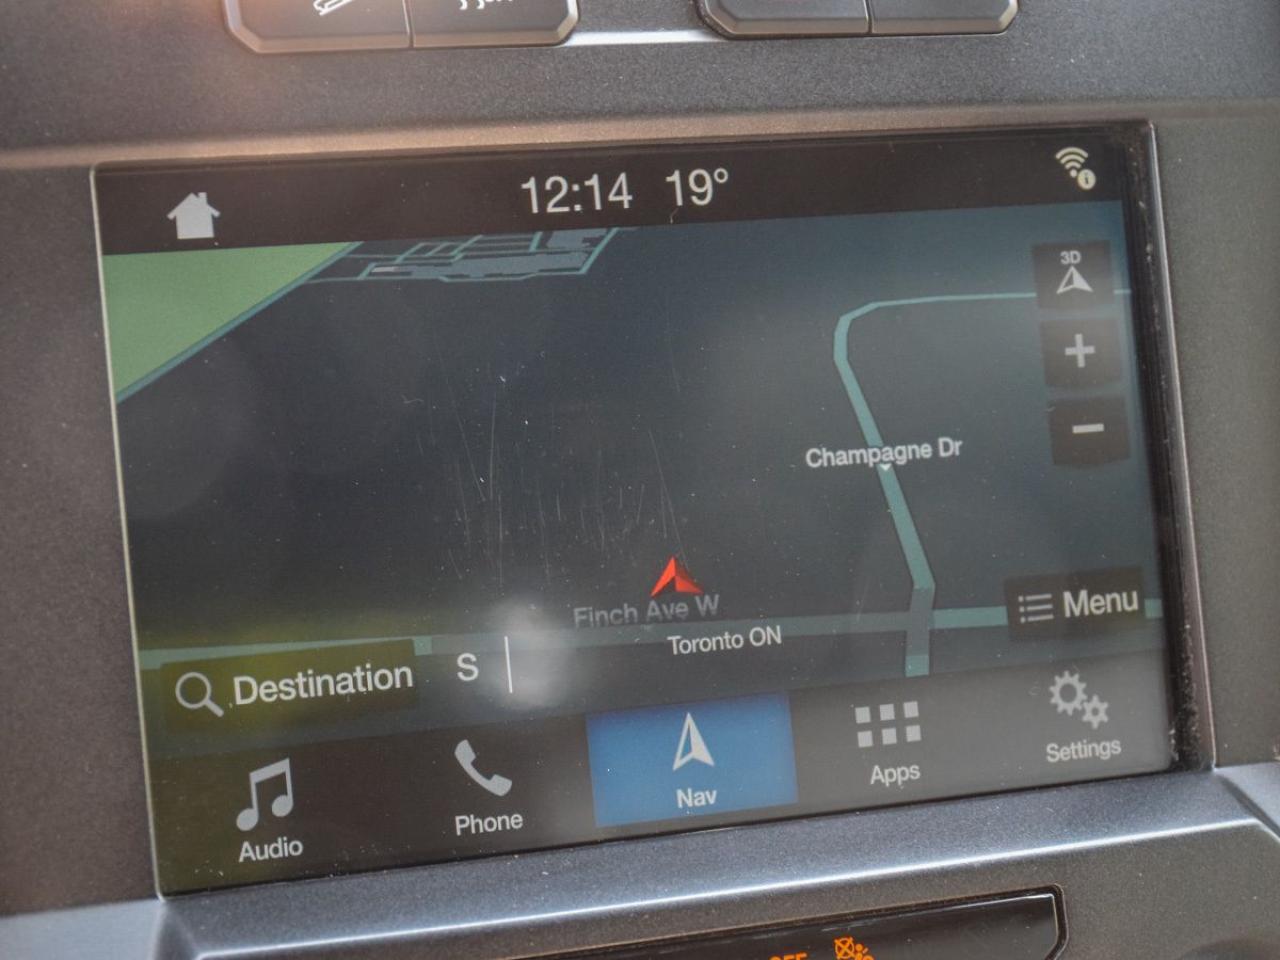 12:14 19°
3D
Champagne Dr
Finch Ave W
Menu
Toronto ON
Destination
S
Audio
Phone
Nav
Apps
Settings